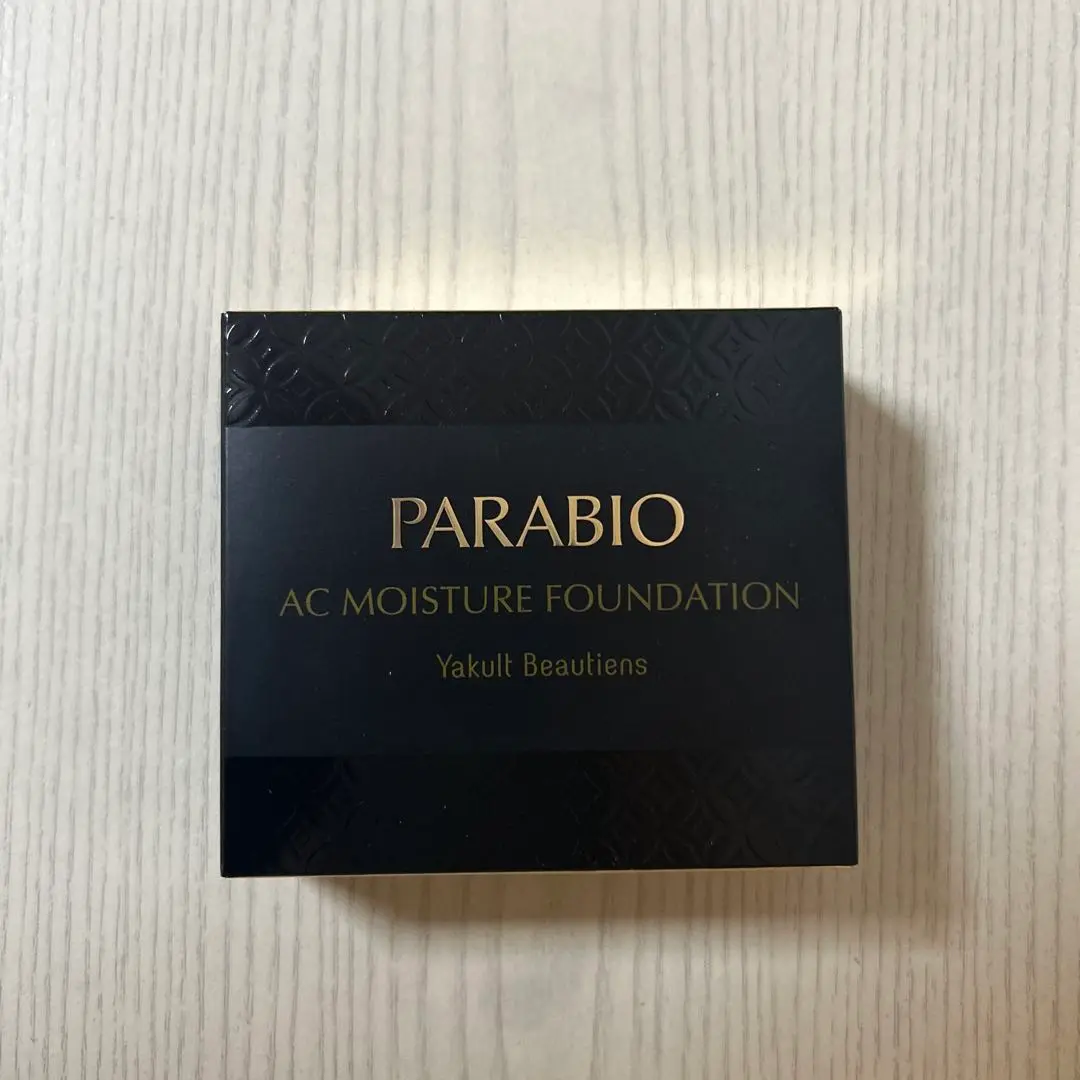 PARABIO
AC MOISTURE FOUNDATION
Yakult Beautiens